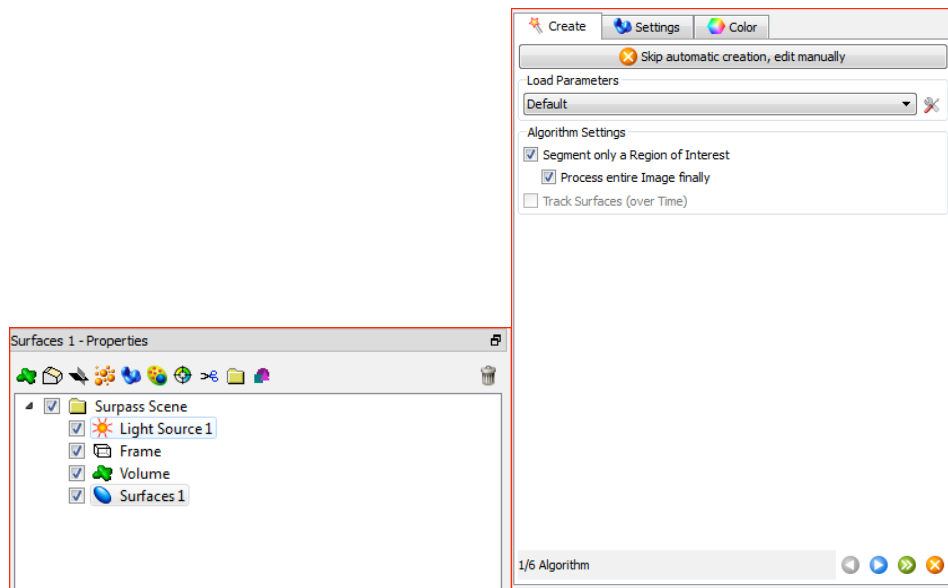 Create
Settings
Color
Skip automatic creation, edit manually
Load Parameters
Default
Algorithm Settings
Segment only a Region of Interest
Process entire Image finally
Track Surfaces (over Time)
1/6 Algorithm
Surfaces 1 - Properties
Surpass Scene
Light Source 1
Frame
Volume
Surfaces 1